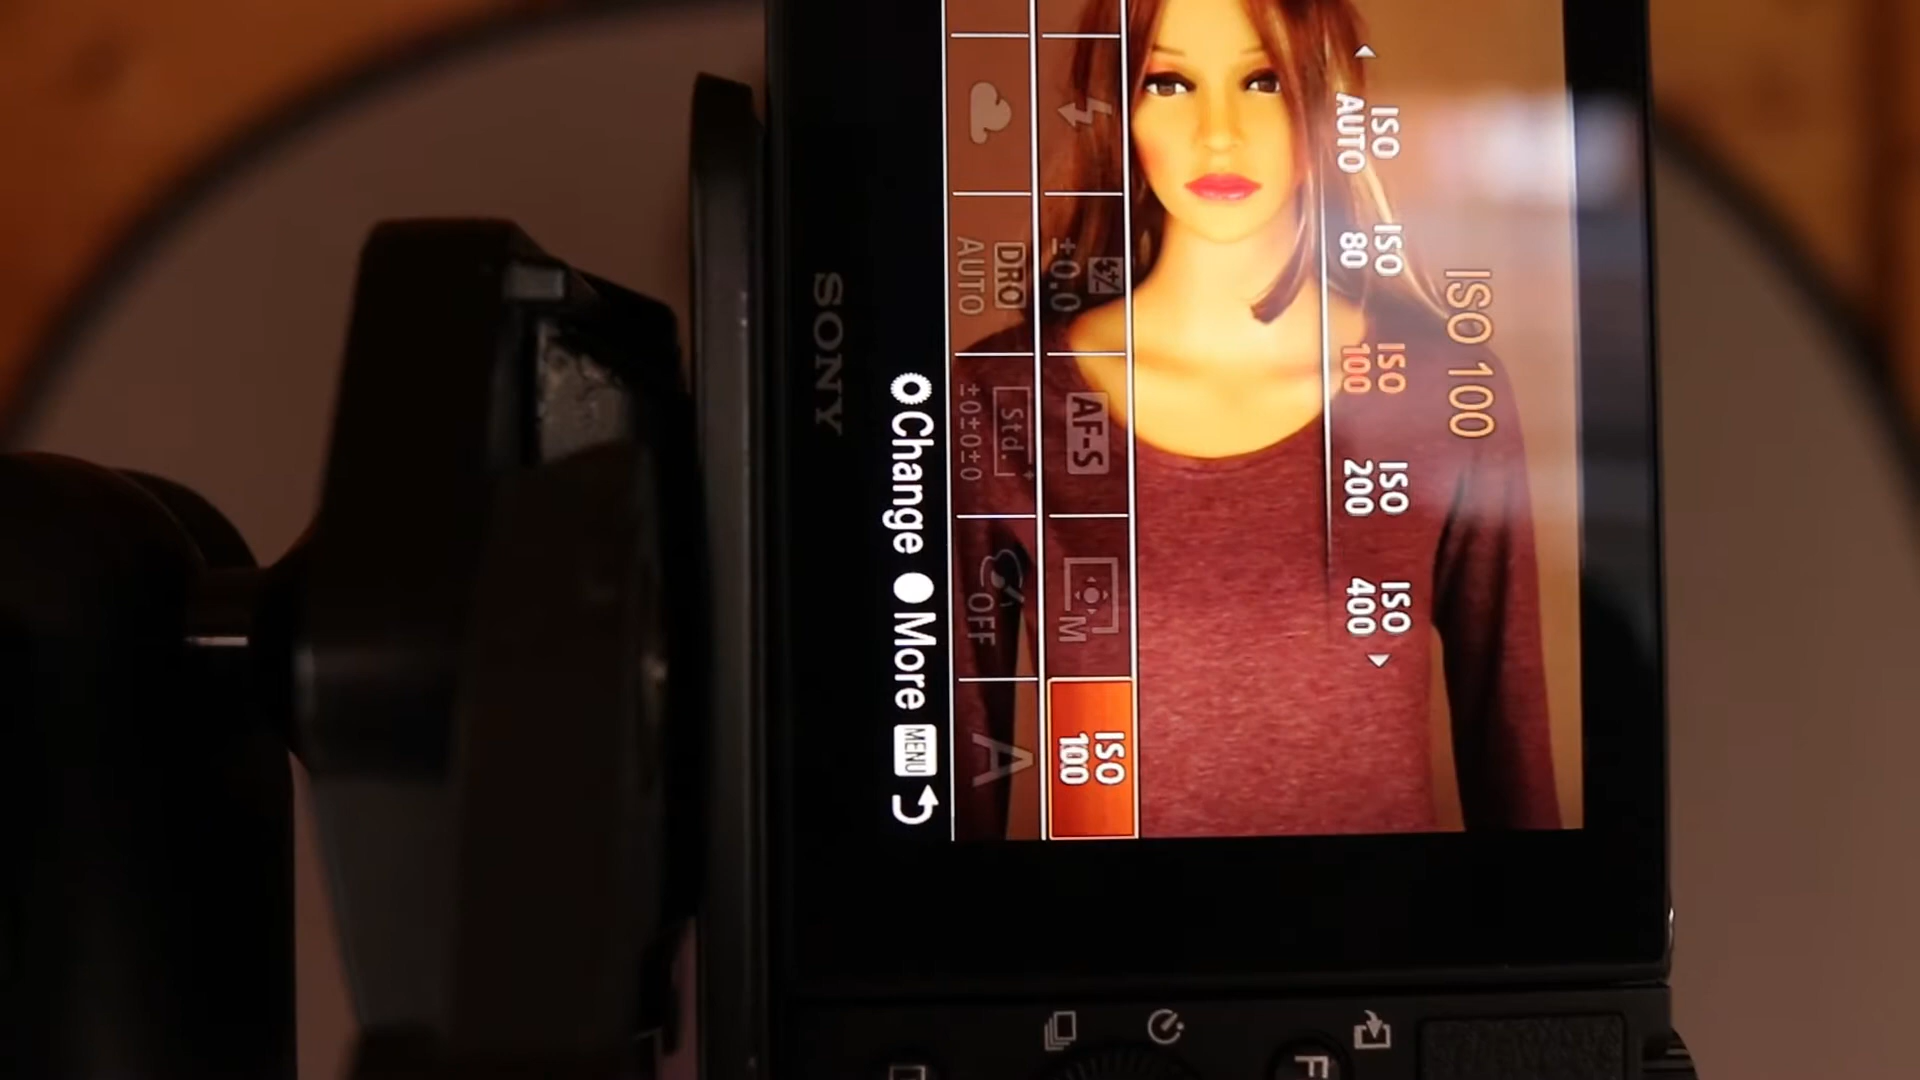 ISO 100
ISO AUTO
ISO 80
ISO 100
ISO 200
ISO 400
±0.0
AF-S
M
ISO 100
DRO AUTO
Std.
±0±0±0
OFF
A
Change More MENU
SONY
F